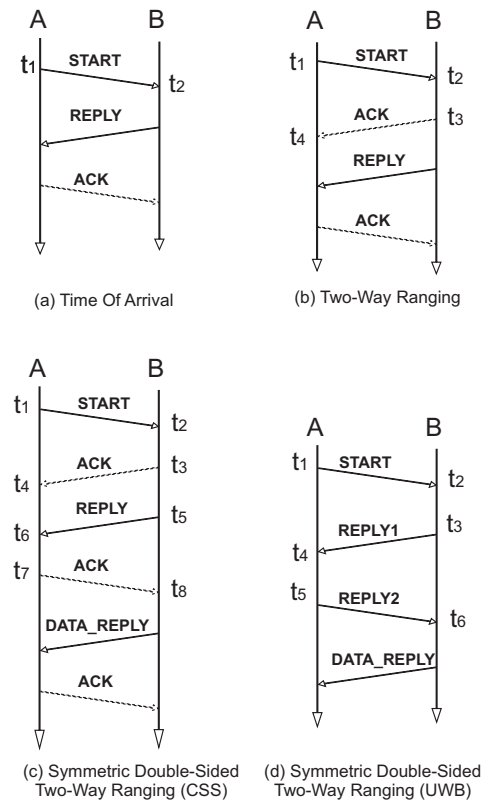 A B
t1 START t2
REPLY
ACK
(a) Time Of Arrival
A B
t1 START t2
ACK t3
t4
REPLY
ACK
(b) Two-Way Ranging
A B
t1 START t2
ACK t3
t4
REPLY t5
t6
t7 ACK t8
DATA_REPLY
ACK
(c) Symmetric Double-Sided
Two-Way Ranging (CSS)
A B
t1 START t2
REPLY1 t3
t4
t5 REPLY2 t6
DATA_REPLY
(d) Symmetric Double-Sided
Two-Way Ranging (UWB)